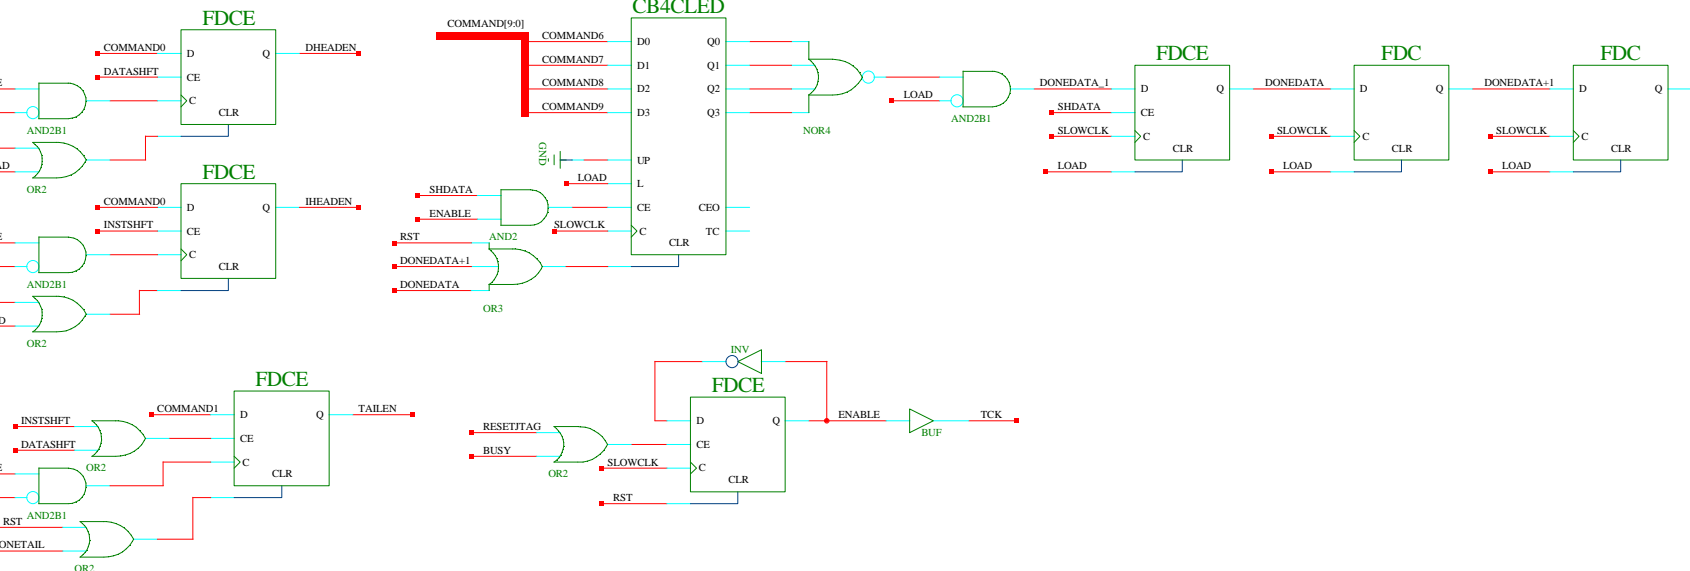 FDCE
COMMAND0
D
Q
DHEADEN
DATASHFT
CE
C
CLR
AND2B1
OR2
FDCE
COMMAND0
D
Q
IHEADEN
INSTSHFT
CE
C
CLR
AND2B1
OR2
FDCE
COMMAND1
D
Q
TAILEN
INSTSHFT
DATASHFT
OR2
CE
C
CLR
AND2B1
RST
ONETAIL
OR2
CB4CLED
COMMAND[9:0]
COMMAND6
COMMAND7
COMMAND8
COMMAND9
D0
D1
D2
D3
Q0
Q1
Q2
Q3
GND
UP
LOAD
L
SHDATA
ENABLE
AND2
CE
CEO
SLOWCLK
C
TC
CLR
RST
DONEDATA+1
DONEDATA
OR3
NOR4
LOAD
AND2B1
DONEDATA_1
FDCE
D
Q
SHDATA
CE
SLOWCLK
C
CLR
LOAD
DONEDATA
FDC
D
Q
SLOWCLK
C
CLR
LOAD
DONEDATA+1
FDC
D
Q
SLOWCLK
C
CLR
LOAD
INV
FDCE
D
Q
RESETJTAG
BUSY
OR2
CE
SLOWCLK
C
CLR
RST
ENABLE
BUF
TCK